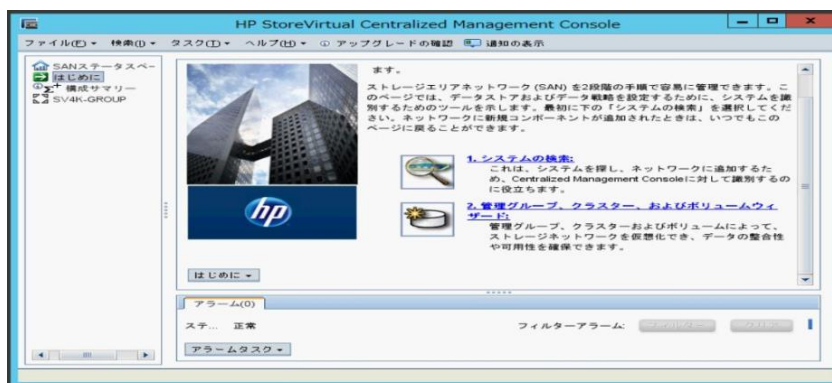 HP StoreVirtual Centralized Management Console
ファイル(F) 検索(I) タスク(T) ヘルプ(H) アップグレードの確認 通知の表示
SANステータスペー
はじめに
構成サマリー
SV4K-GROUP
ます。
ストレージエリアネットワーク (SAN) を2段階の手順で容易に管理できます。こ
のページでは、データストアおよびデータ戦略を設定するために、システムを識
別するためのツールを示します。最初に下の「システムの検索」を選択してくだ
さい。ネットワークに新規コンポーネントが追加されたときは、いつでもこの
ページに戻ることができます。
1. システムの検索:
これは、システムを探し、ネットワークに追加するた
め、Centralized Management Consoleに対して識別するの
に役立ちます。
2. 管理グループ、クラスター、およびボリュームウィ
ザード:
管理グループ、クラスターおよびボリュームによって、
ストレージネットワークを仮想化でき、データの整合性
や可用性を確保できます。
hp
はじめに
アラーム(0)
ステ... 正常
フィルターアラーム:
アラームタスク